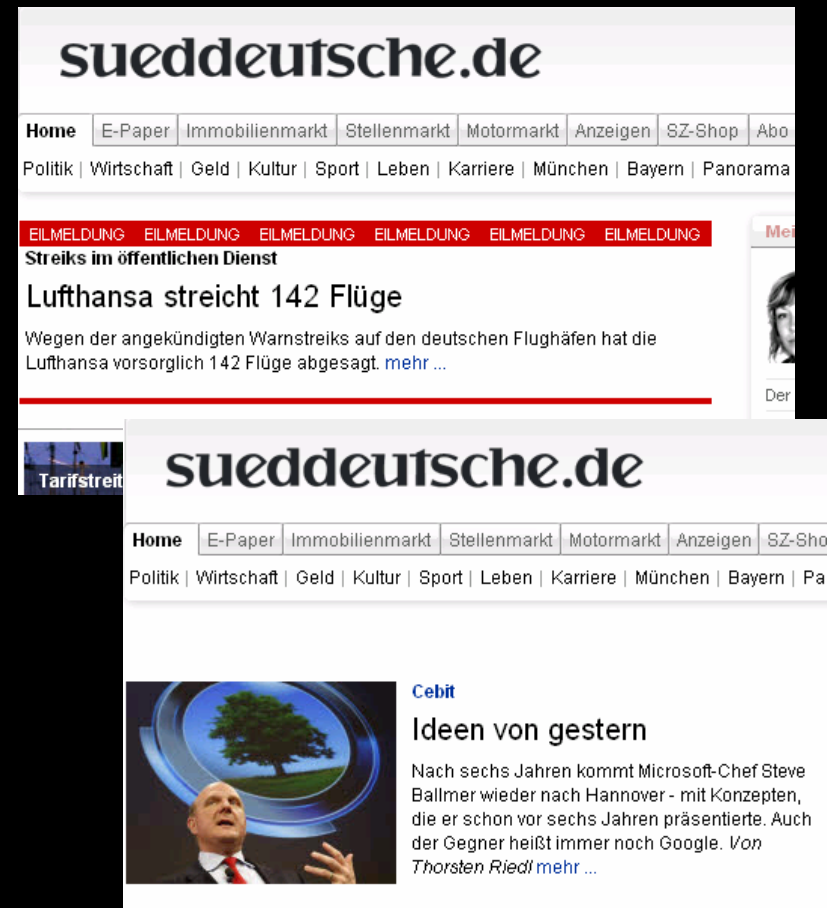 sueddeutsche.de
Home E-Paper Immobilienmarkt Stellenmarkt Motormarkt Anzeigen SZ-Shop Abo
Politik | Wirtschaft | Geld | Kultur | Sport | Leben | Karriere | München | Bayern | Panorama
EILMELDUNG EILMELDUNG EILMELDUNG EILMELDUNG EILMELDUNG EILMELDUNG
Streiks im öffentlichen Dienst
Lufthansa streicht 142 Flüge
Wegen der angekündigten Warnstreiks auf den deutschen Flughäfen hat die
Lufthansa vorsorglich 142 Flüge abgesagt. mehr ...
Mei
Der
Tarifstreit
sueddeutsche.de
Home E-Paper Immobilienmarkt Stellenmarkt Motormarkt Anzeigen SZ-Sho
Politik | Wirtschaft | Geld | Kultur | Sport | Leben | Karriere | München | Bayern | Pa
Cebit
Ideen von gestern
Nach sechs Jahren kommt Microsoft-Chef Steve
Ballmer wieder nach Hannover - mit Konzepten,
die er schon vor sechs Jahren präsentierte. Auch
der Gegner heißt immer noch Google. Von
Thorsten Riedl mehr ...